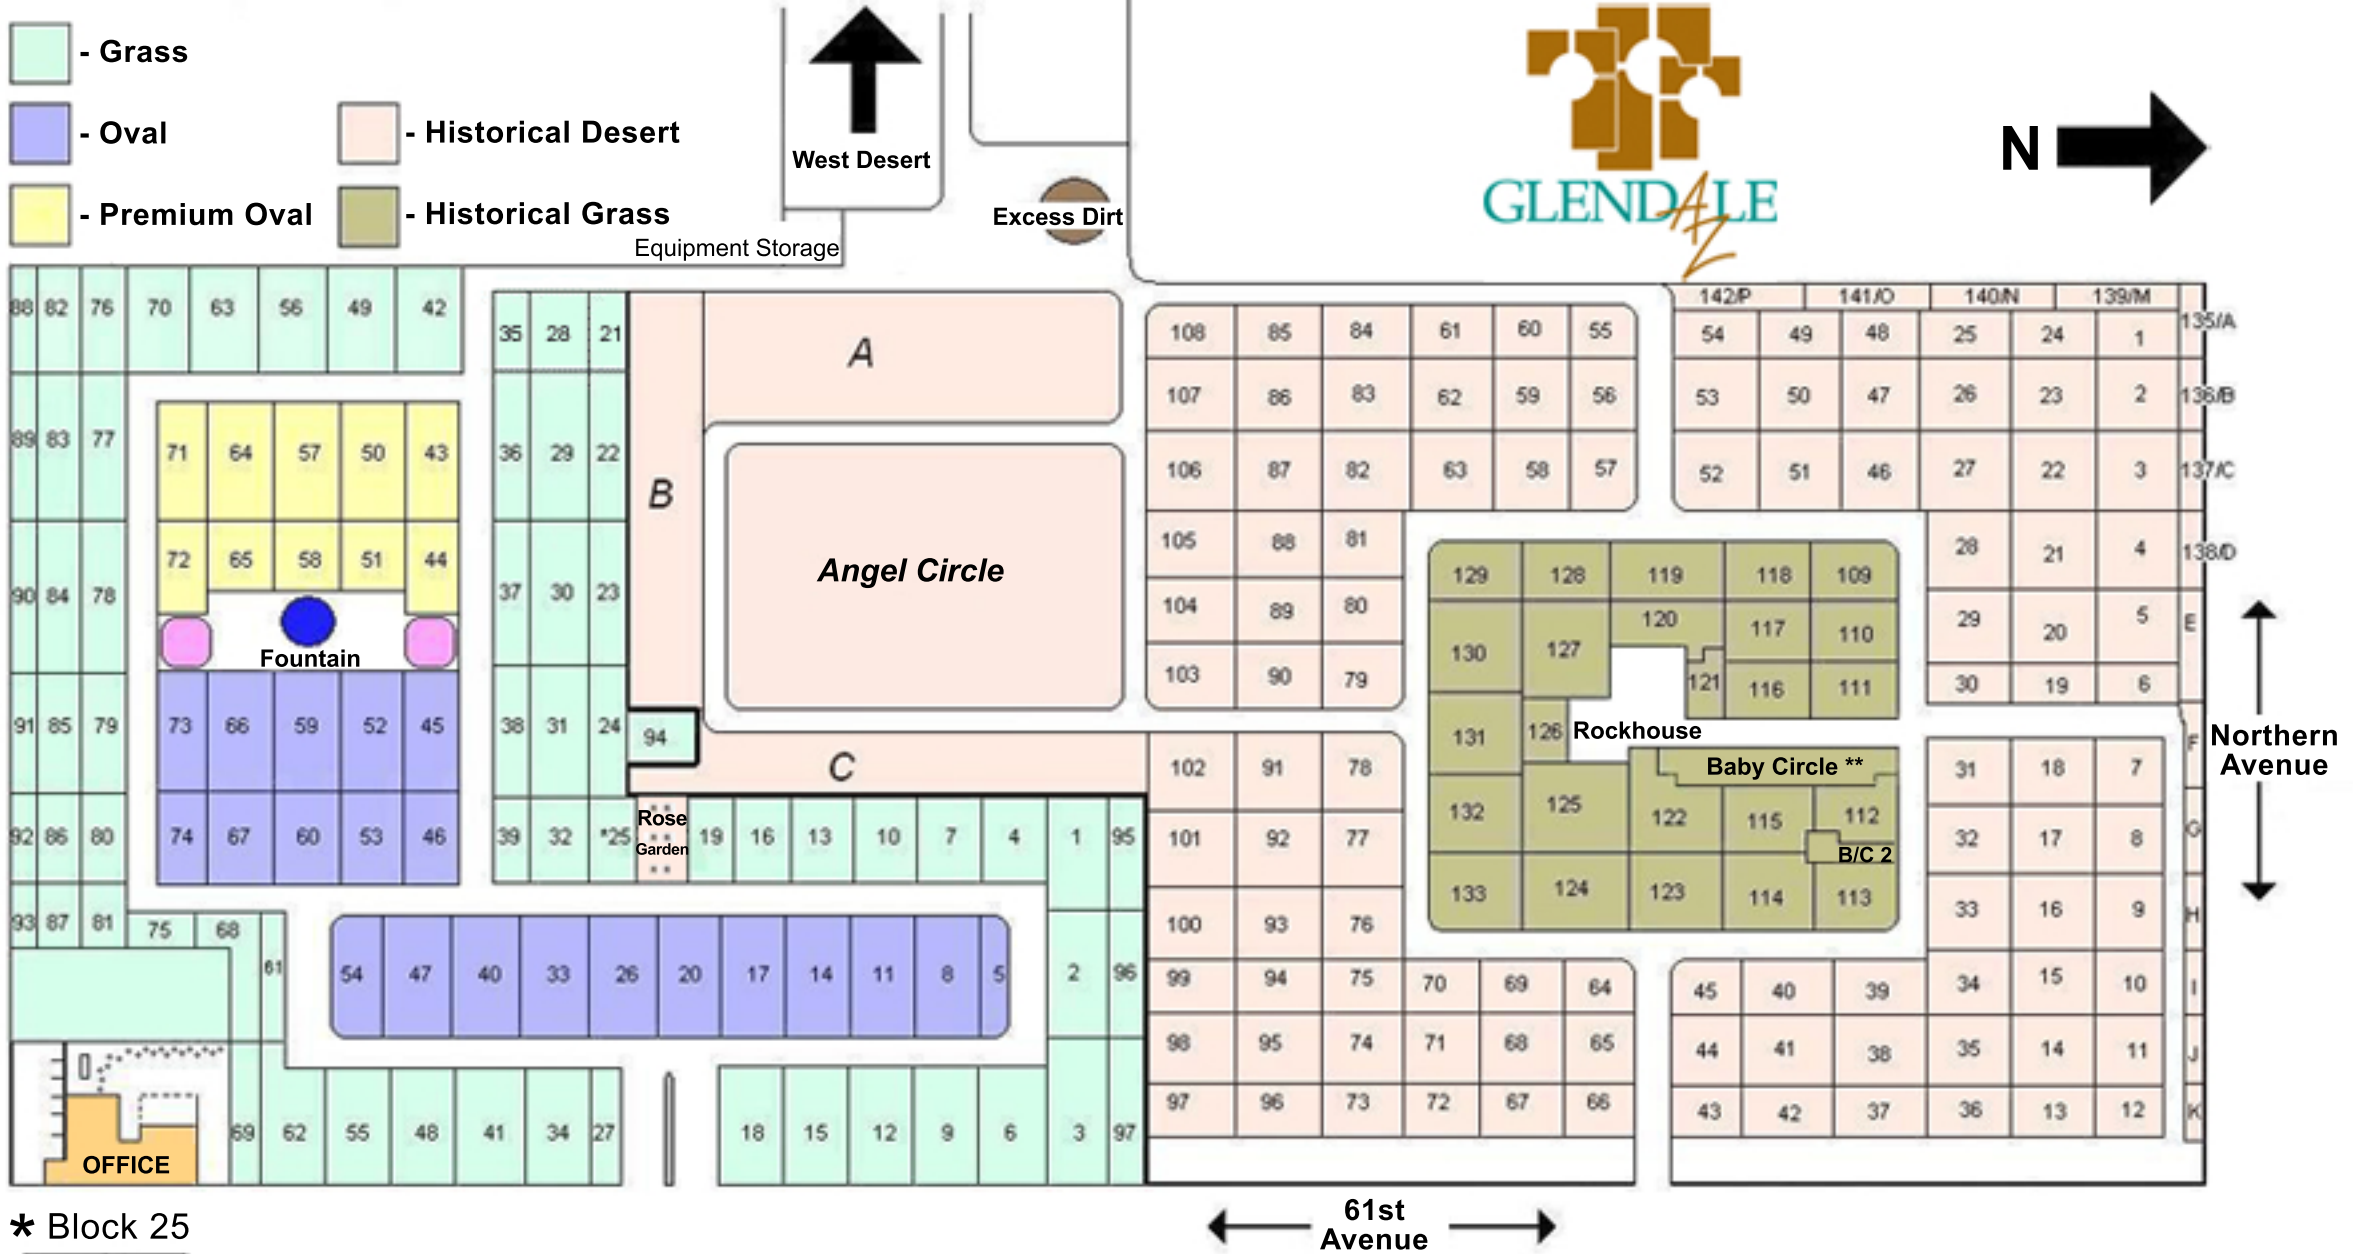 - Grass
- Oval
- Historical Desert
- Premium Oval
- Historical Grass
West Desert
Equipment Storage
Excess Dirt
GLENDALE
AZ
N
88 82 76 70 63 56 49 42
35 28 21
A
108 85 84 61 60 55
142/P 141/O 140/N 139/M
135/A
54 49 48 25 24 1
89 83 77
71 64 57 50 43
36 29 22
B
107 86 83 62 59 56
53 50 47 26 23 2 136/B
106 87 82 63 58 57
52 51 46 27 22 3 137/C
72 65 58 51 44
90 84 78
37 30 23
Angel Circle
105 88 81
129 128 119 118 109
28 21 4 138/D
104 89 80
120 117 110
29 20 5 E
Fountain
130 127
103 90 79
121 116 111
30 19 6
91 85 79
73 66 59 52 45
38 31 24
94
131 126
Rockhouse
F
Northern
Avenue
C
102 91 78
Baby Circle **
31 18 7
92 86 80
74 67 60 53 46
39 32 *25
Rose
Garden
19 16 13 10 7 4 1 95
101 92 77
132 125 122 115 112
B/C 2
32 17 8 G
93 87 81 75 68
100 93 76
133 124 123 114 113
33 16 9 H
61
54 47 40 33 26 20 17 14 11 8 5
2 96
99 94 75 70 69 64
45 40 39 34 15 10 I
98 95 74 71 68 65
44 41 38 35 14 11 J
97 96 73 72 67 66
43 42 37 36 13 12 K
69 62 55 48 41 34 27
18 15 12 9 6 3 97
OFFICE
61st
Avenue
* Block 25